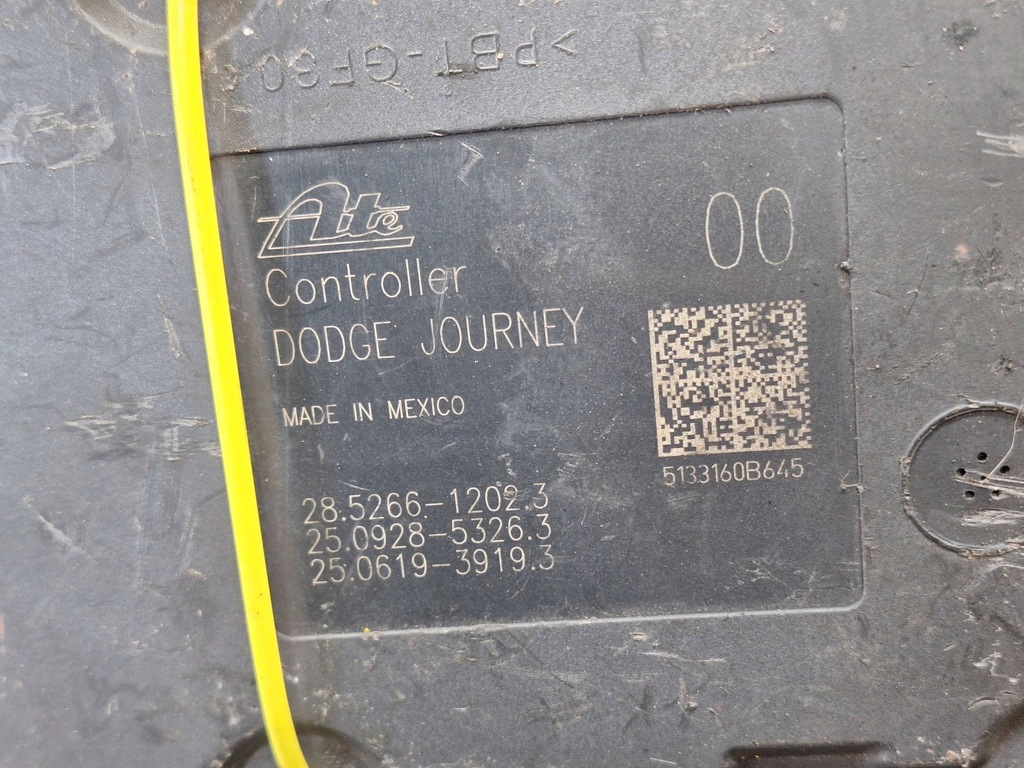 >PBT-GF30
Ate
00
Controller
DODGE JOURNEY
MADE IN MEXICO
5133160B645
28.5266-1202.3
25.0928-5326.3
25.0619-3919.3